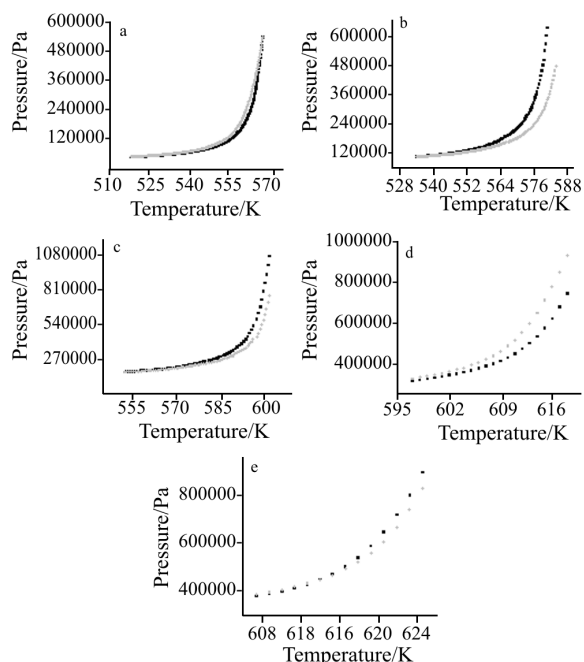 a
Pressure/Pa
600000
480000
360000
240000
120000
510 525 540 555 570
Temperature/K
b
Pressure/Pa
600000
480000
360000
240000
120000
528 540 552 564 576 588
Temperature/K
c
Pressure/Pa
1080000
810000
540000
270000
555 570 585 600
Temperature/K
d
Pressure/Pa
1000000
800000
600000
400000
595 602 609 616
Temperature/K
e
Pressure/Pa
800000
600000
400000
608 618 616 620 624
Temperature/K